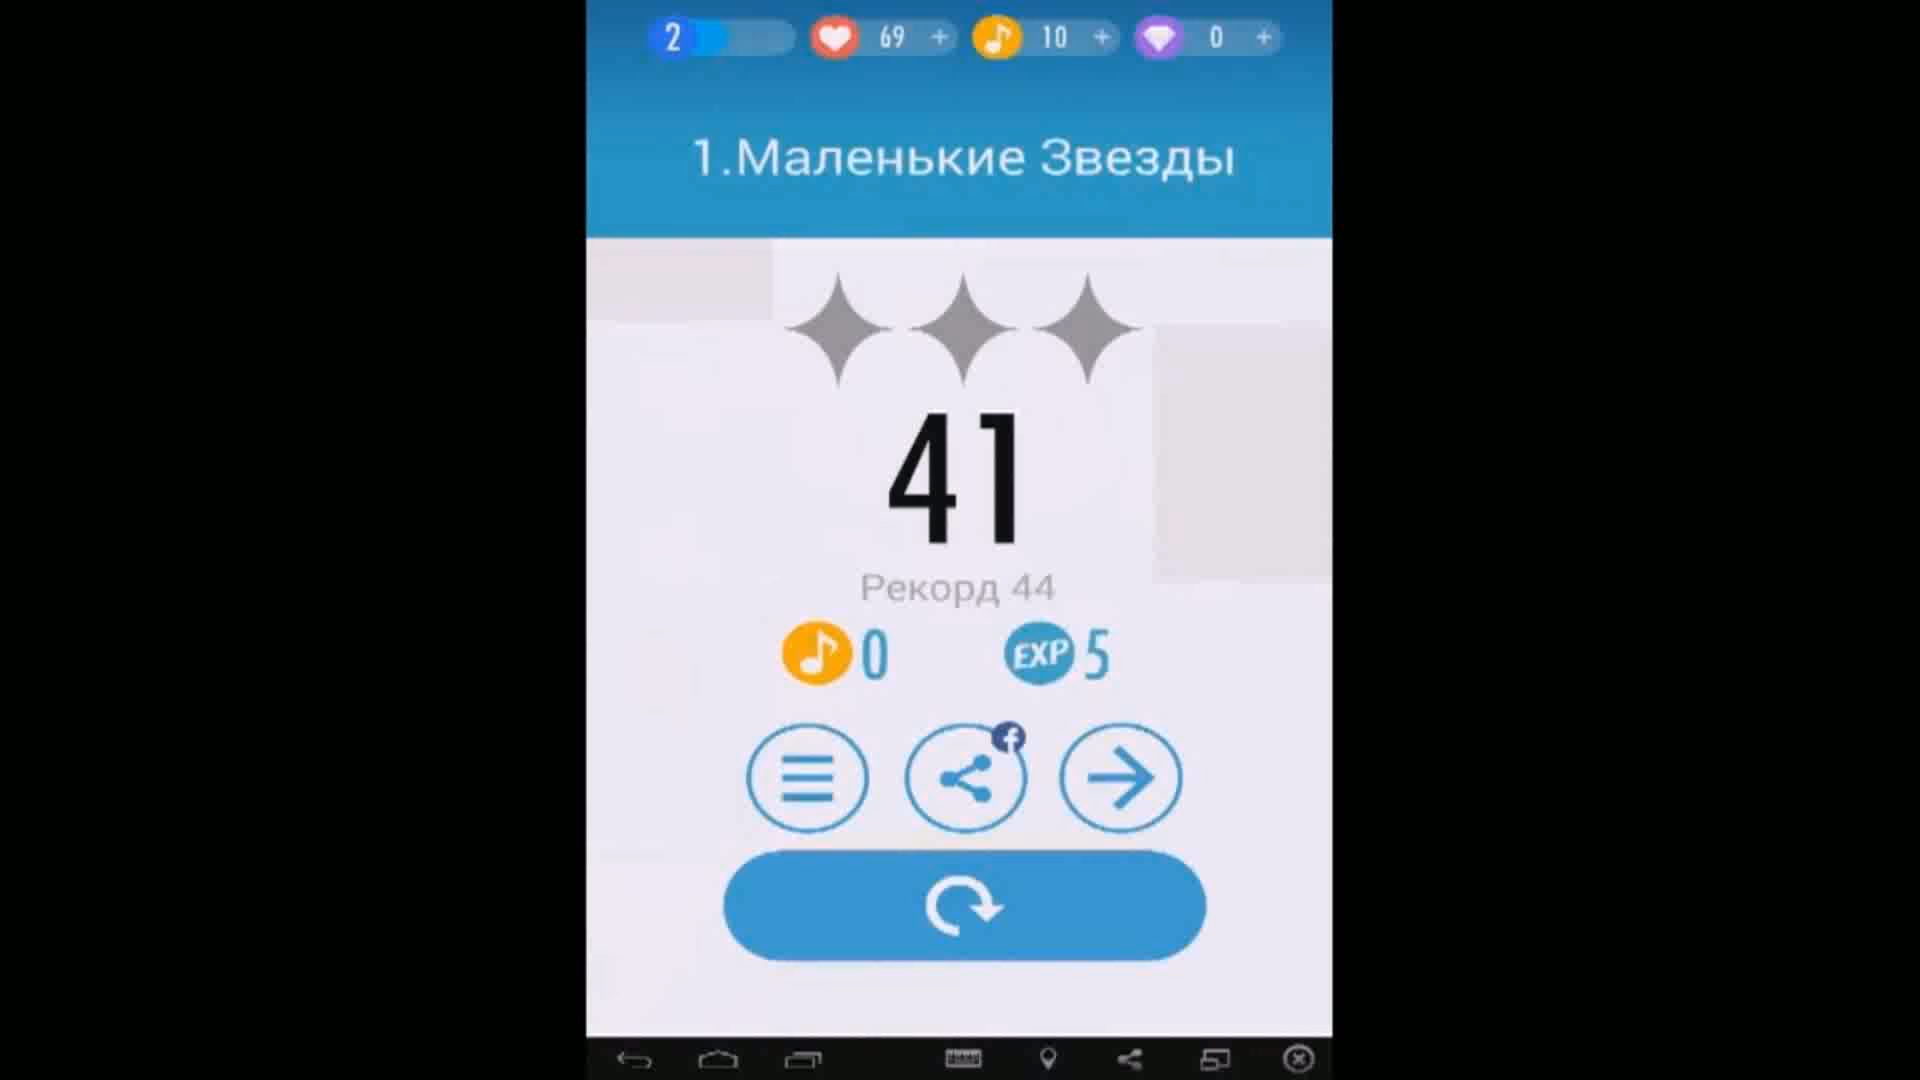 2 69 + 10 + 0 +
1.Маленькие Звезды
41
Рекорд 44
0 EXP 5
f